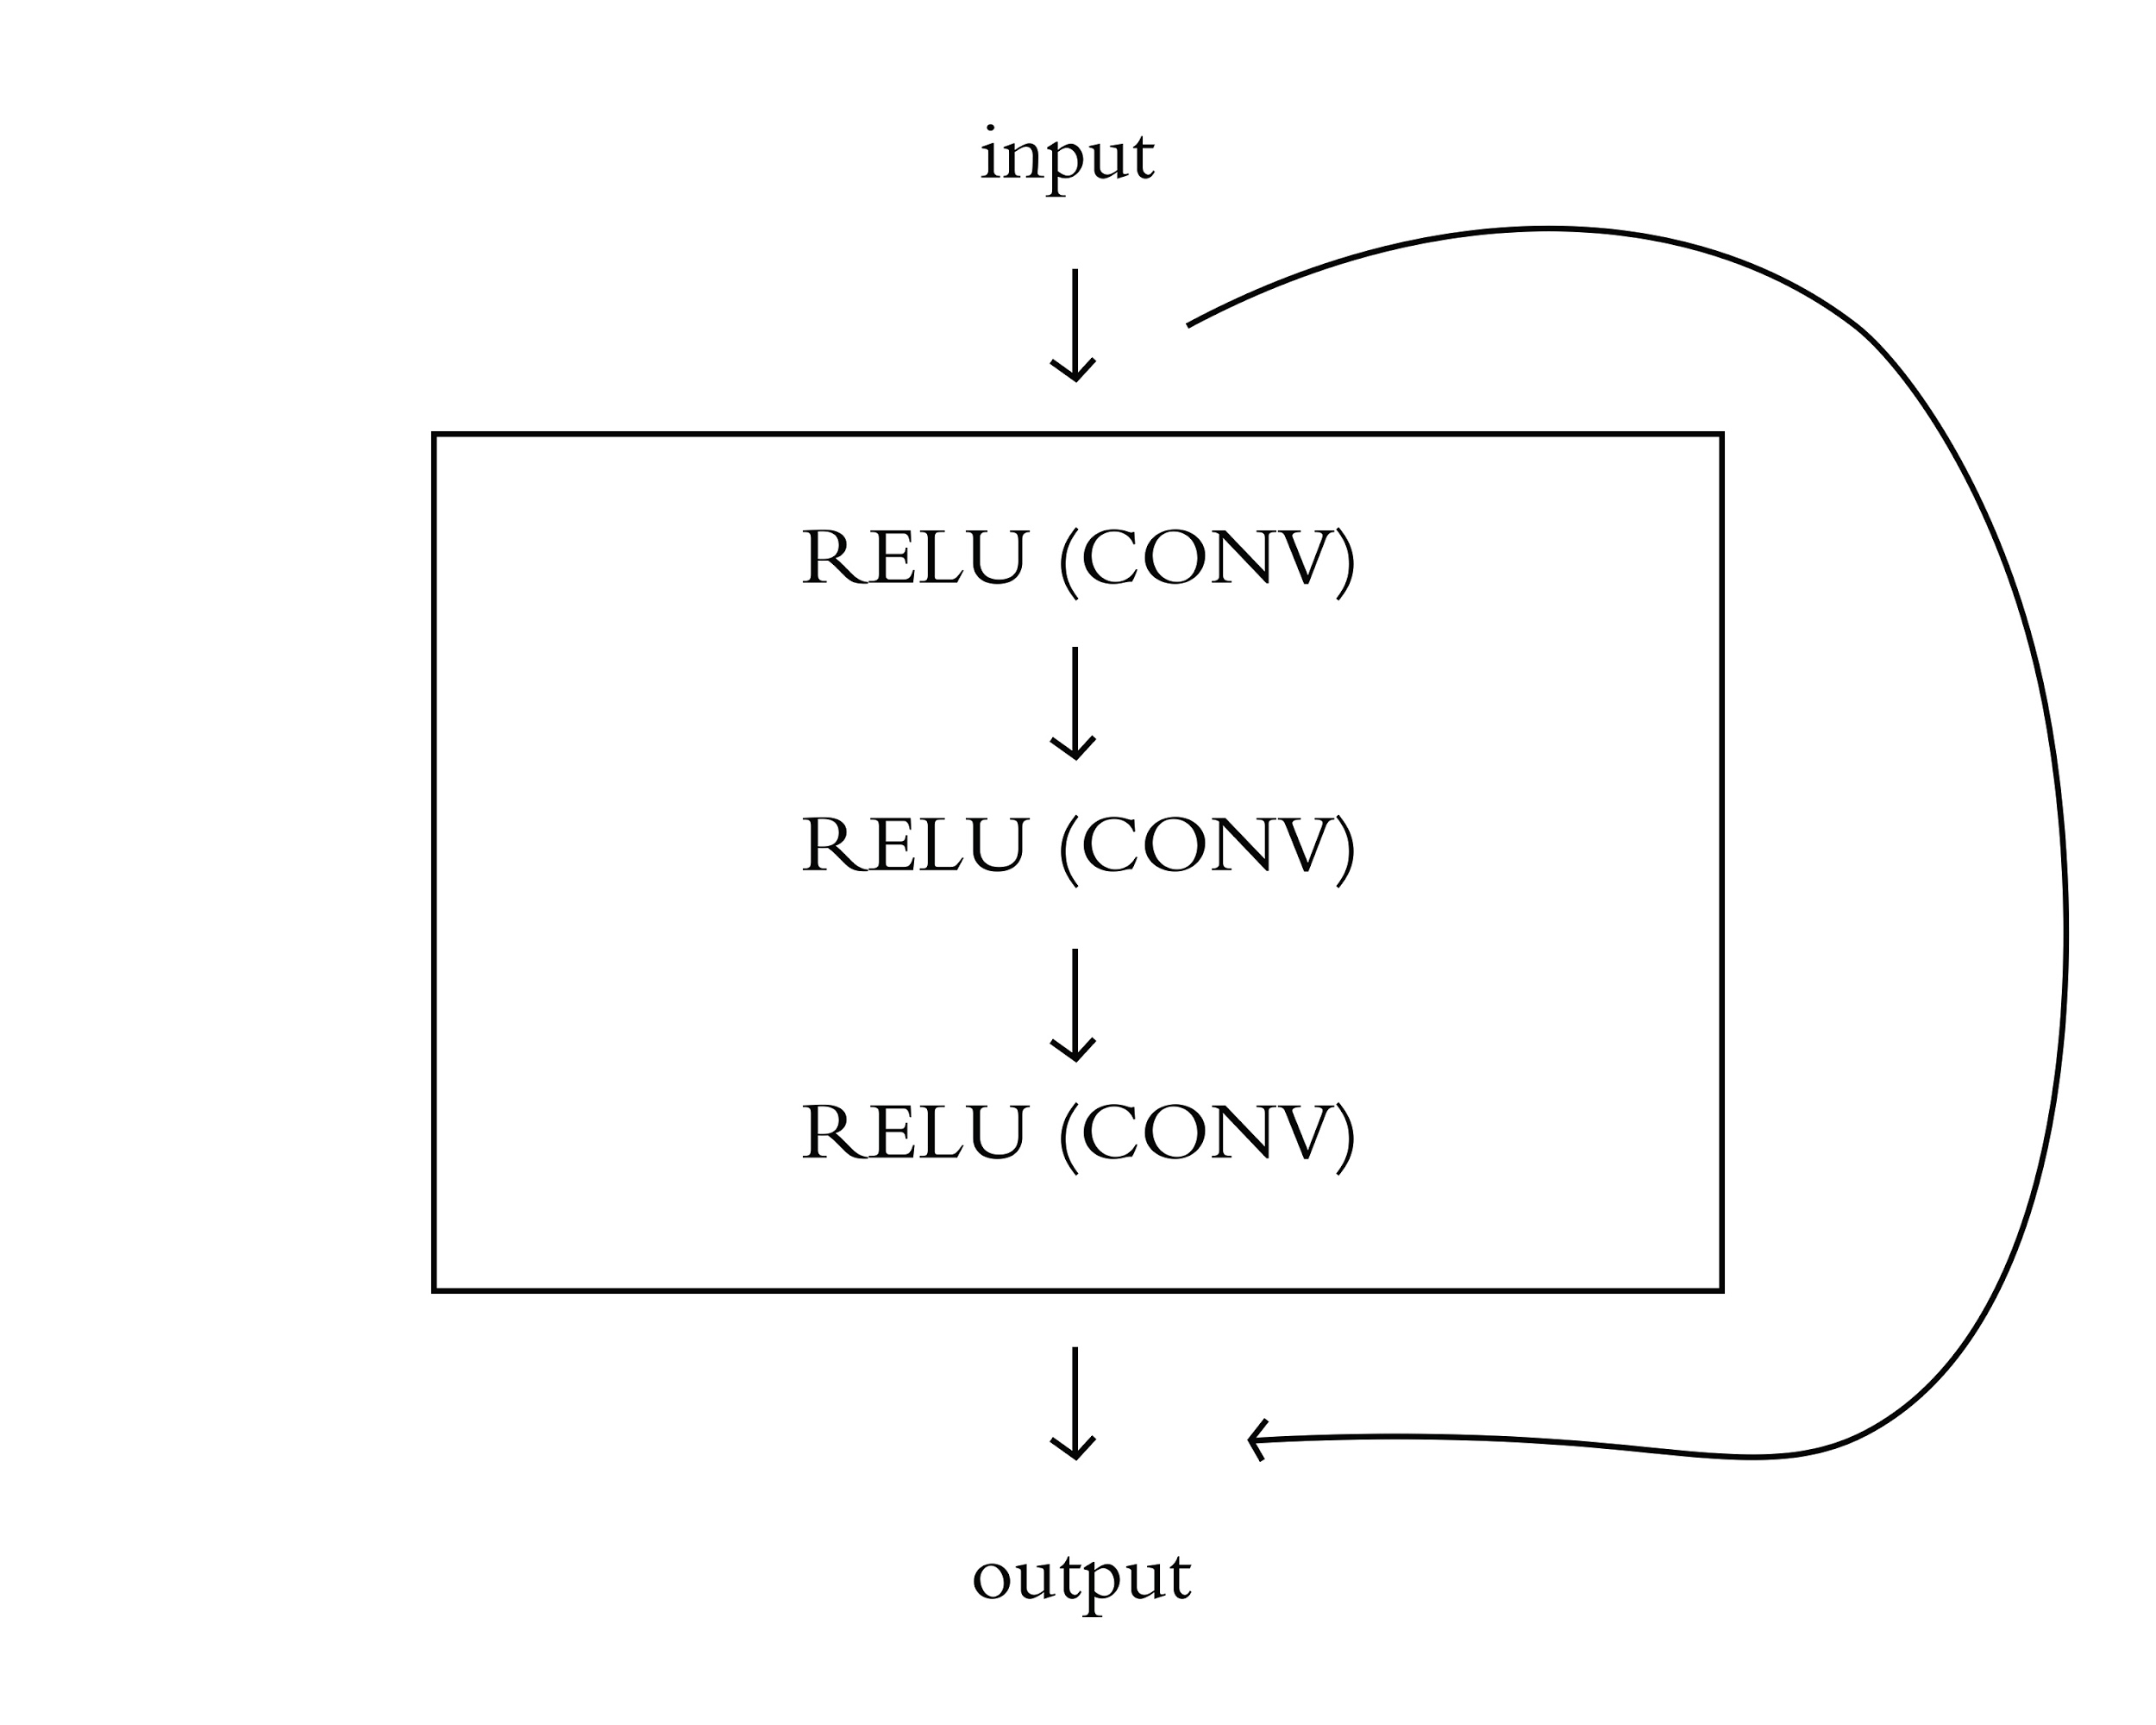 input
RELU (CONV)
RELU (CONV)
RELU (CONV)
output